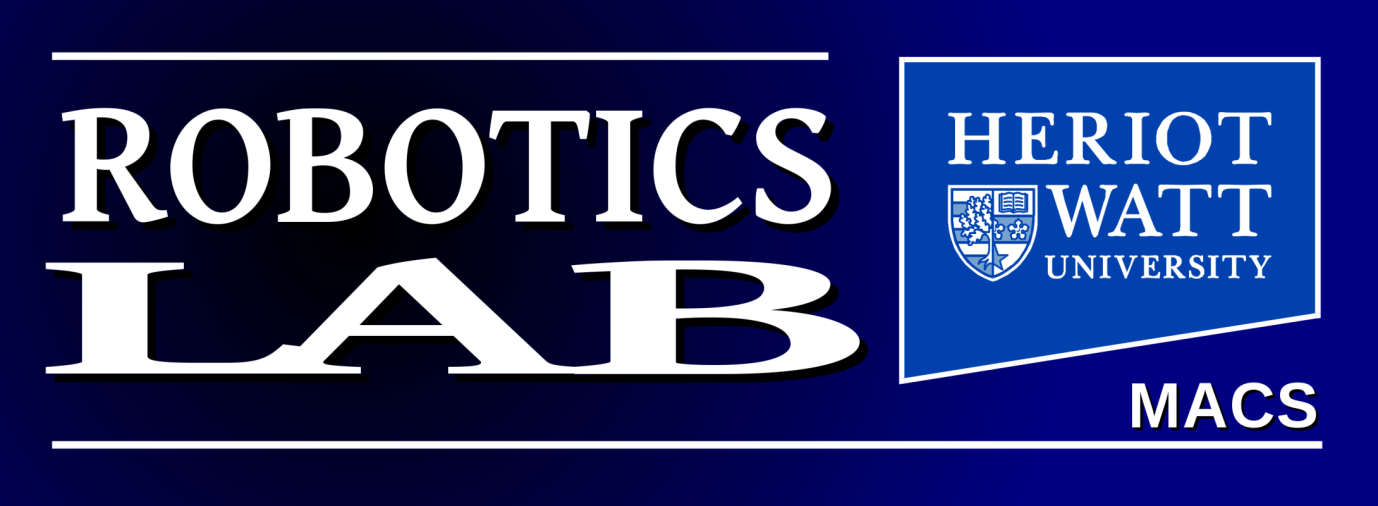 ROBOTICS
LAB
HERIOT
WATT
UNIVERSITY
MACS